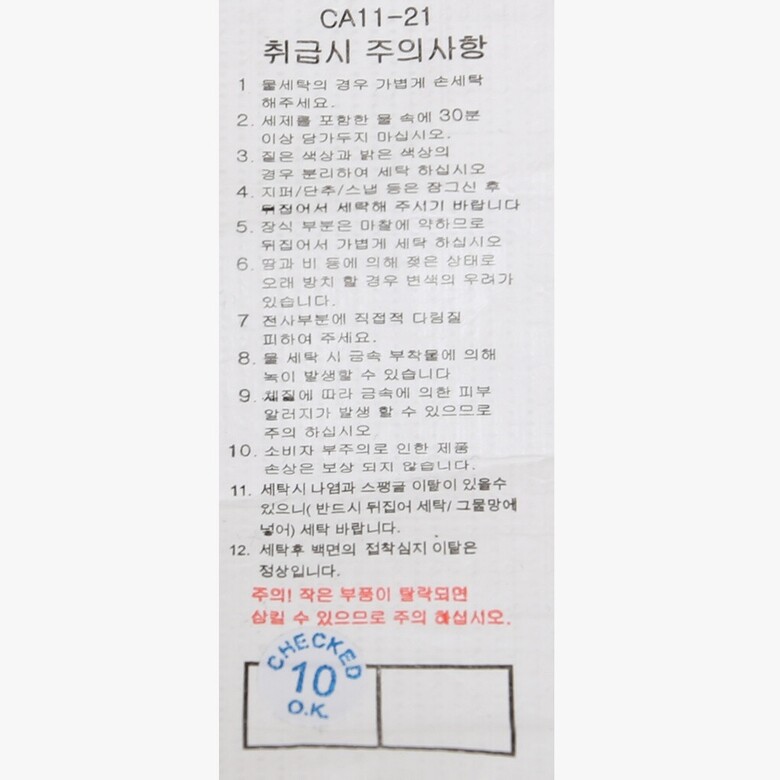 CA11-21
취급시 주의사항
1 물세탁의 경우 가볍게 손세탁
해주세요.
2. 세제를 포함한 물 속에 30분
이상 담가두지 마십시오.
3. 짙은 색상과 밝은 색상의
경우 분리하여 세탁 하십시오
4. 지퍼/단추/스냅 등은 잠그신 후
뒤집어서 세탁해 주시기 바랍니다
5. 장식 부분은 마찰에 약하므로
뒤집어서 가볍게 세탁 하십시오
6. 땀과 비 등에 의해 젖은 상태로
오래 방치 할 경우 변색의 우려가
있습니다.
7 전사부분에 직접적 다림질
피하여 주세요.
8. 물 세탁 시 금속 부착물에 의해
녹이 발생할 수 있습니다
9. 체질에 따라 금속에 의한 피부
알러지가 발생 할 수 있으므로
주의 하십시오
10. 소비자 부주의로 인한 제품
손상은 보상 되지 않습니다.
11. 세탁시 나염과 스팽글 이탈이 있을수
있으니( 반드시 뒤집어 세탁/ 그물망에
넣어) 세탁 바랍니다.
12. 세탁후 백면의 접착심지 이탈은
정상입니다.
주의! 작은 부품이 탈락되면
삼킬 수 있으므로 주의 하십시오.
CHECKED
10
O.K.